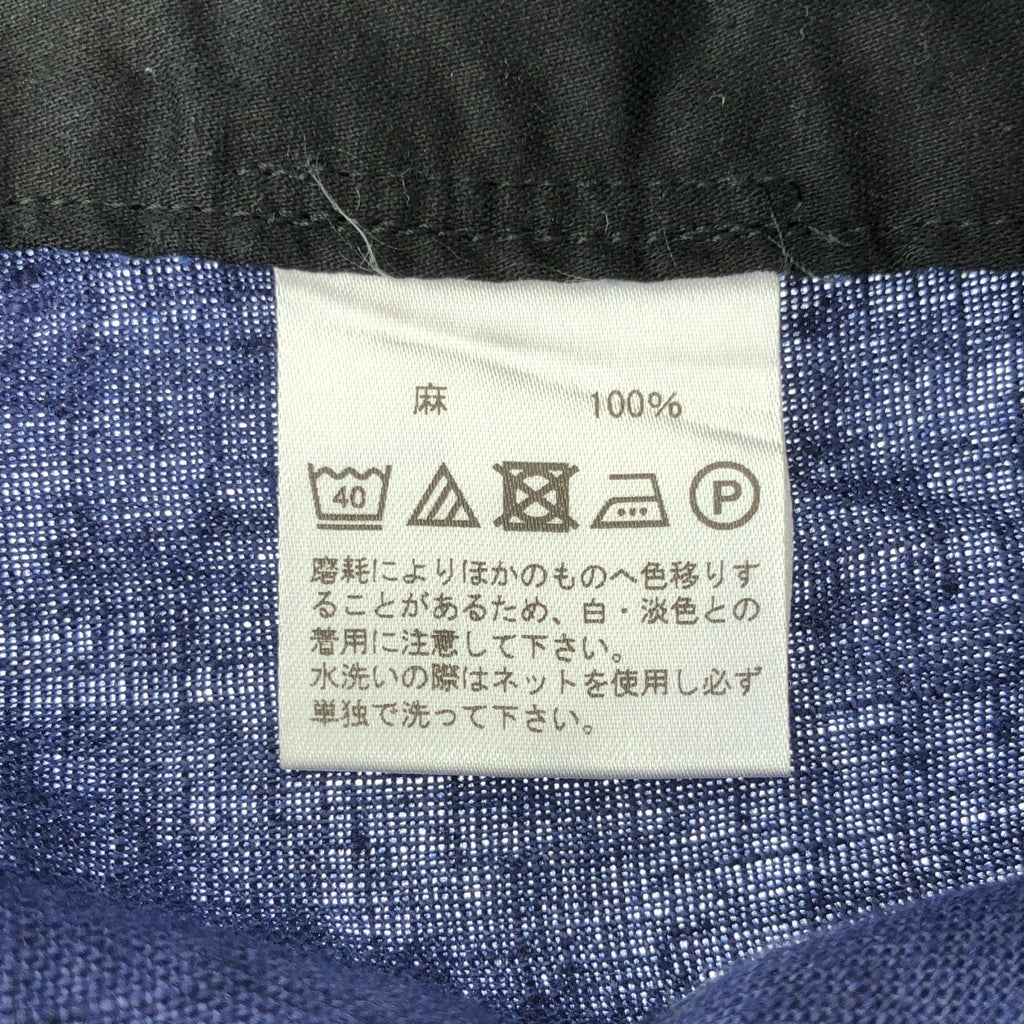 麻 100%
40 P
磨耗によりほかのものへ色移りす
ることがあるため、白・淡色との
着用に注意して下さい。
水洗いの際はネットを使用し必ず
単独で洗って下さい。